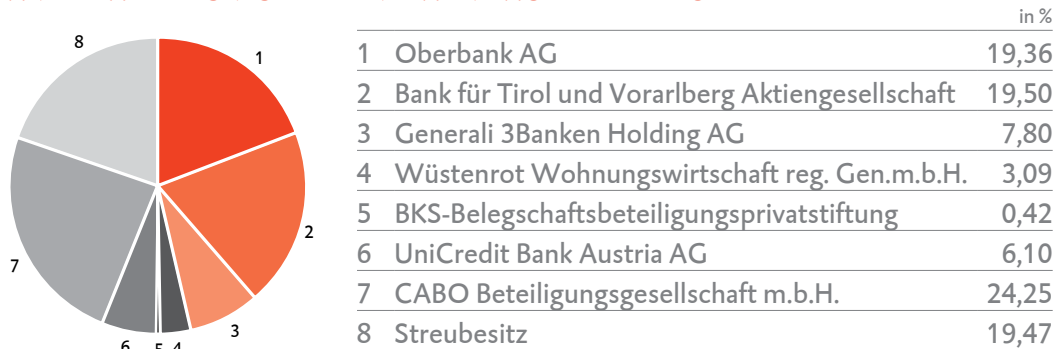 in %
1 Oberbank AG 19,36
2 Bank für Tirol und Vorarlberg Aktiengesellschaft 19,50
3 Generali 3Banken Holding AG 7,80
4 Wüstenrot Wohnungswirtschaft reg. Gen.m.b.H. 3,09
5 BKS-Belegschaftsbeteiligungsprivatstiftung 0,42
6 UniCredit Bank Austria AG 6,10
7 CABO Beteiligungsgesellschaft m.b.H. 24,25
8 Streubesitz 19,47
8
1
2
7
3
6 5 4